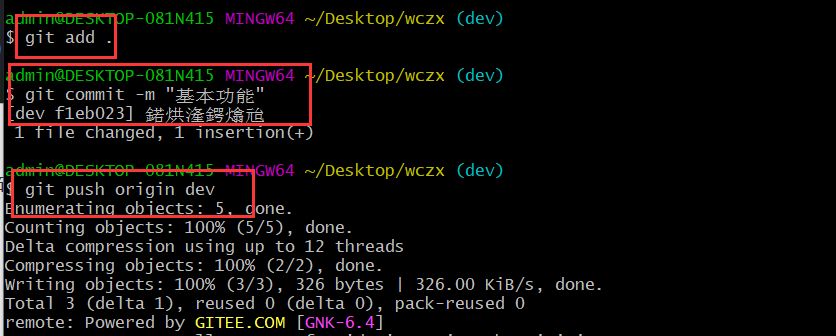 admin@DESKTOP-081N415 MINGW64 ~/Desktop/wczx (dev)
$ git add .
admin@DESKTOP-081N415 MINGW64 ~/Desktop/wczx (dev)
$ git commit -m "基本功能"
[dev f1eb023] 鍩烘湰鍔熻兘
1 file changed, 1 insertion(+)
admin@DESKTOP-081N415 MINGW64 ~/Desktop/wczx (dev)
$ git push origin dev
Enumerating objects: 5, done.
Counting objects: 100% (5/5), done.
Delta compression using up to 12 threads
Compressing objects: 100% (2/2), done.
Writing objects: 100% (3/3), 326 bytes | 326.00 KiB/s, done.
Total 3 (delta 1), reused 0 (delta 0), pack-reused 0
remote: Powered by GITEE.COM [GNK-6.4]